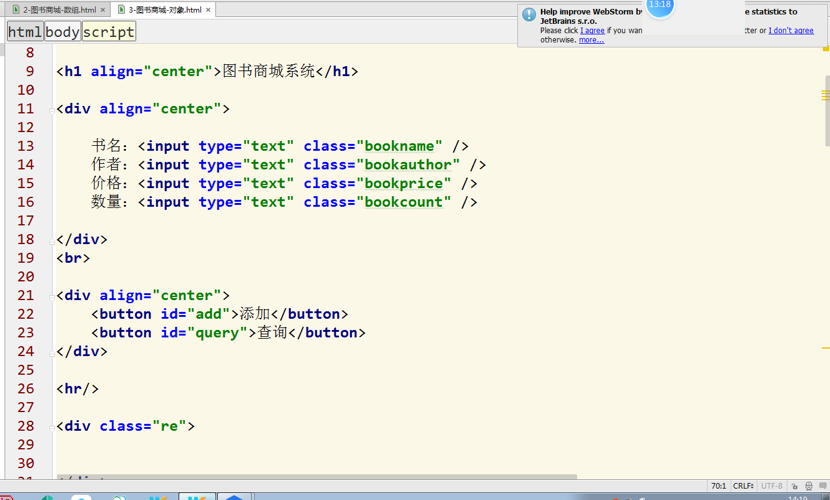 2-图书商城-数组.html
3-图书商城-对象.html
Help improve WebStorm by
e statistics to
JetBrains s.r.o.
Please click I agree if you wan
tter or I don't agree
otherwise. more...
13:18
html body script
8
9 <h1 align="center">图书商城系统</h1>
10
11 <div align="center">
12
13 书名：<input type="text" class="bookname" />
14 作者：<input type="text" class="bookauthor" />
15 价格：<input type="text" class="bookprice" />
16 数量：<input type="text" class="bookcount" />
17
18 </div>
19 <br>
20
21 <div align="center">
22 <button id="add">添加</button>
23 <button id="query">查询</button>
24 </div>
25
26 <hr/>
27
28 <div class="re">
29
30
70:1 CRLF UTF-8